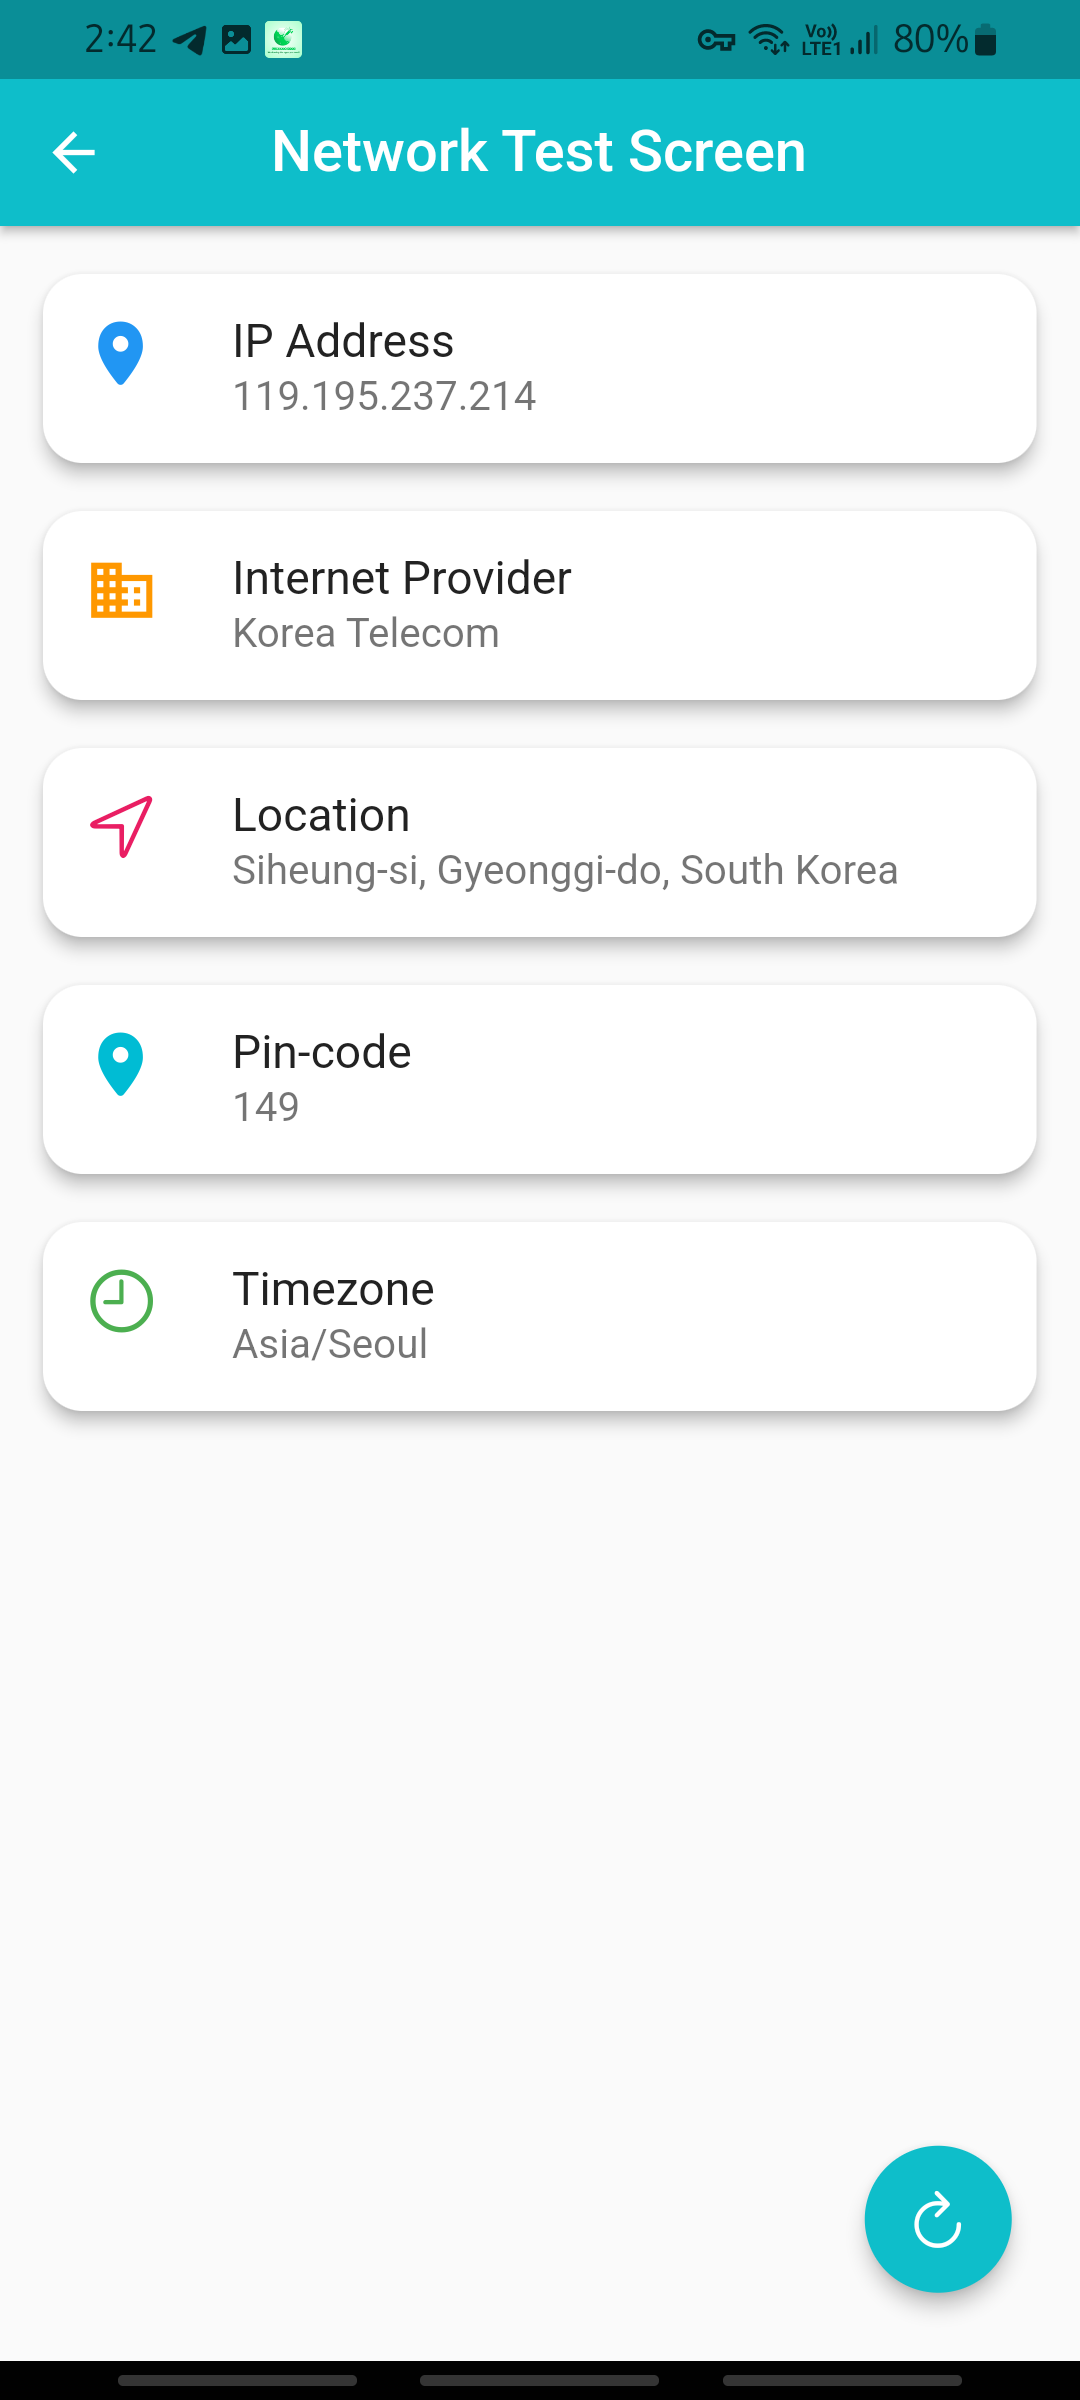 2:42
Vo)) LTE1 80%
Network Test Screen
IP Address
119.195.237.214
Internet Provider
Korea Telecom
Location
Siheung-si, Gyeonggi-do, South Korea
Pin-code
149
Timezone
Asia/Seoul